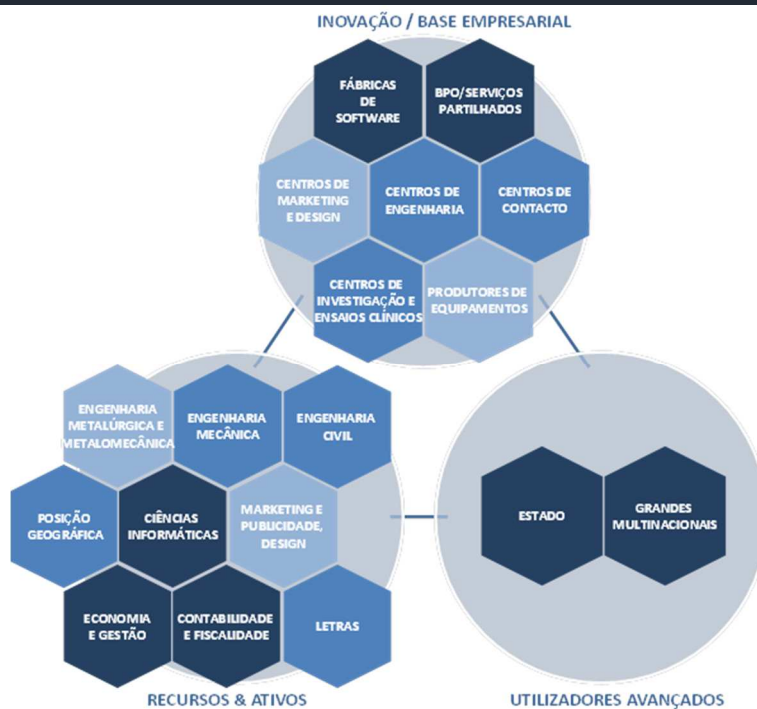 INOVAÇÃO / BASE EMPRESARIAL
FÁBRICAS
DE
SOFTWARE
BPO/SERVIÇOS
PARTILHADOS
CENTROS DE
MARKETING
E DESIGN
CENTROS DE
ENGENHARIA
CENTROS DE
CONTACTO
CENTROS DE
INVESTIGAÇÃO E
ENSAIOS CLÍNICOS
PRODUTORES DE
EQUIPAMENTOS
ENGENHARIA
METALÚRGICA E
METALOMECÂNICA
ENGENHARIA
MECÂNICA
ENGENHARIA
CIVIL
POSIÇÃO
GEOGRÁFICA
CIÊNCIAS
INFORMÁTICAS
MARKETING E
PUBLICIDADE,
DESIGN
ECONOMIA
E GESTÃO
CONTABILIDADE
E FISCALIDADE
LETRAS
ESTADO
GRANDES
MULTINACIONAIS
RECURSOS & ATIVOS
UTILIZADORES AVANÇADOS